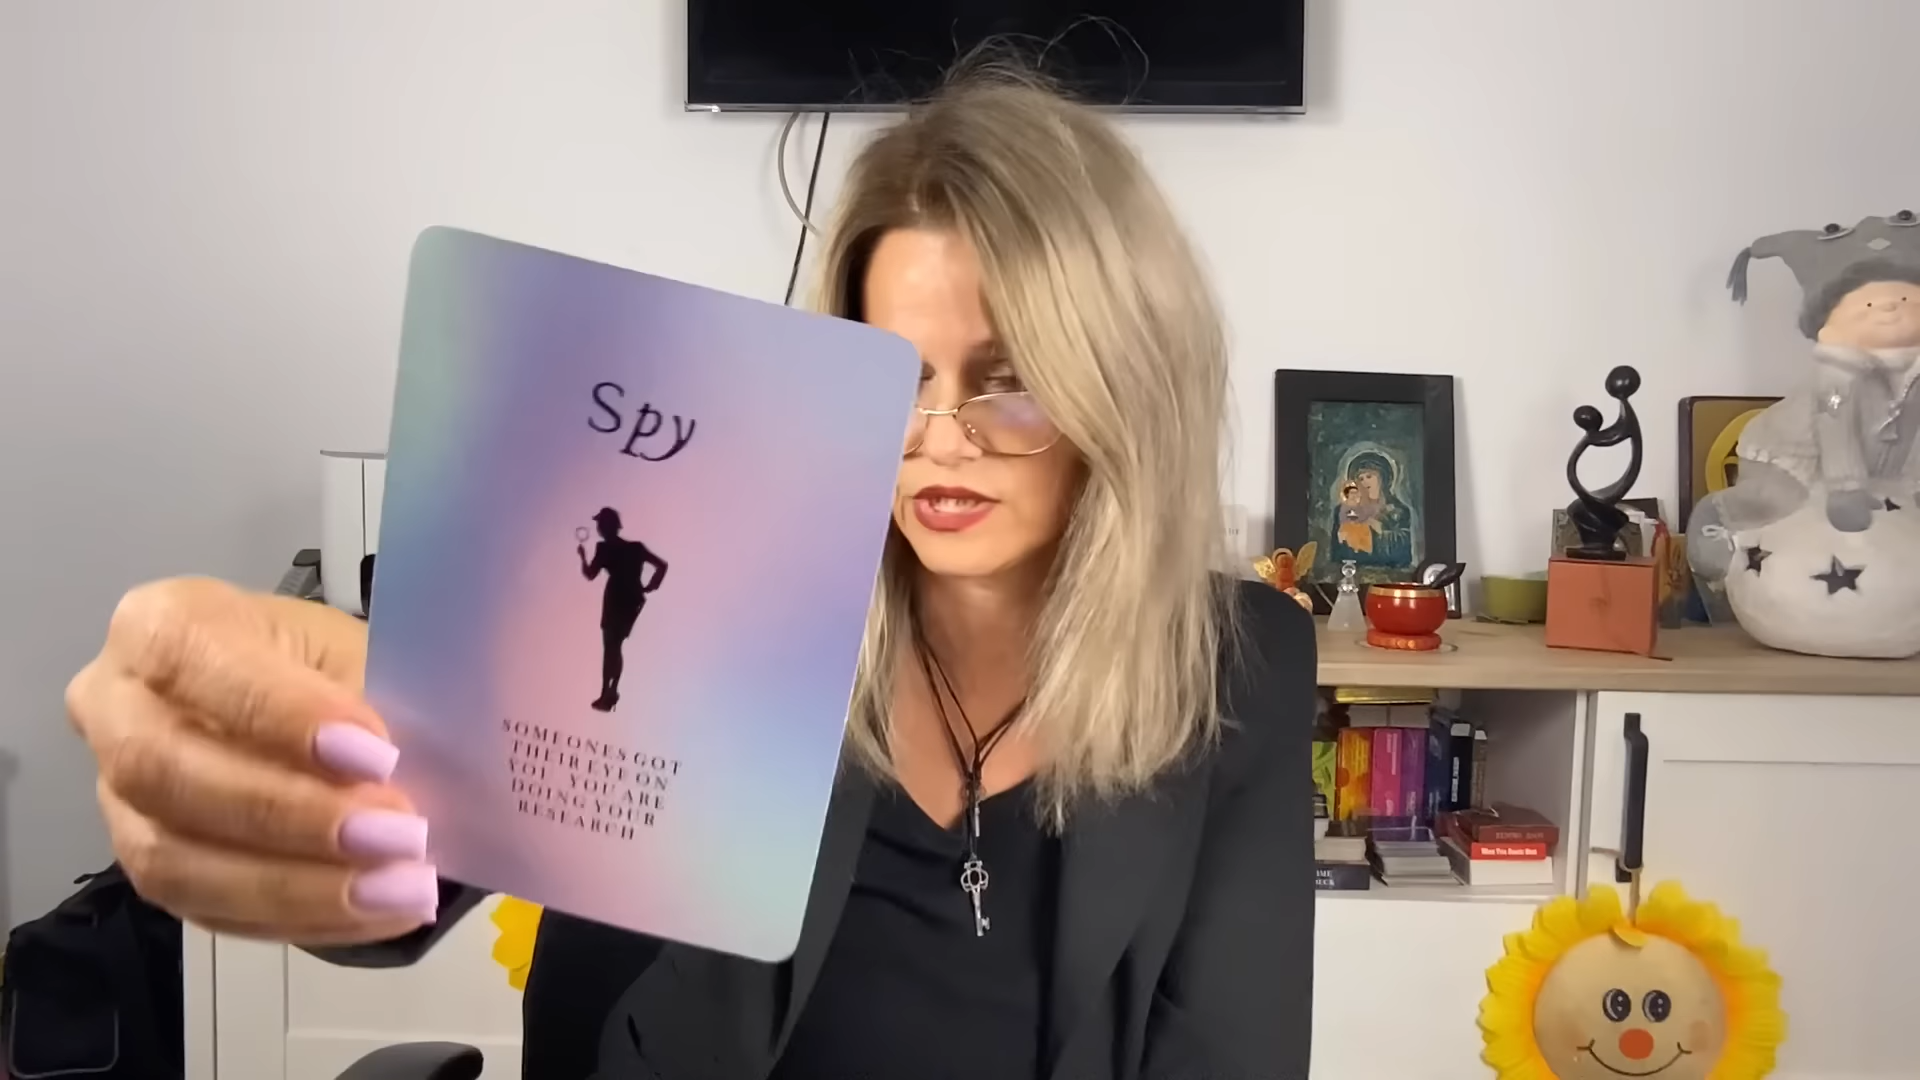 Spy
SOMEONES GOT
THEIR EYE ON
YOU. YOU ARE
DOING YOUR
RESEARCH